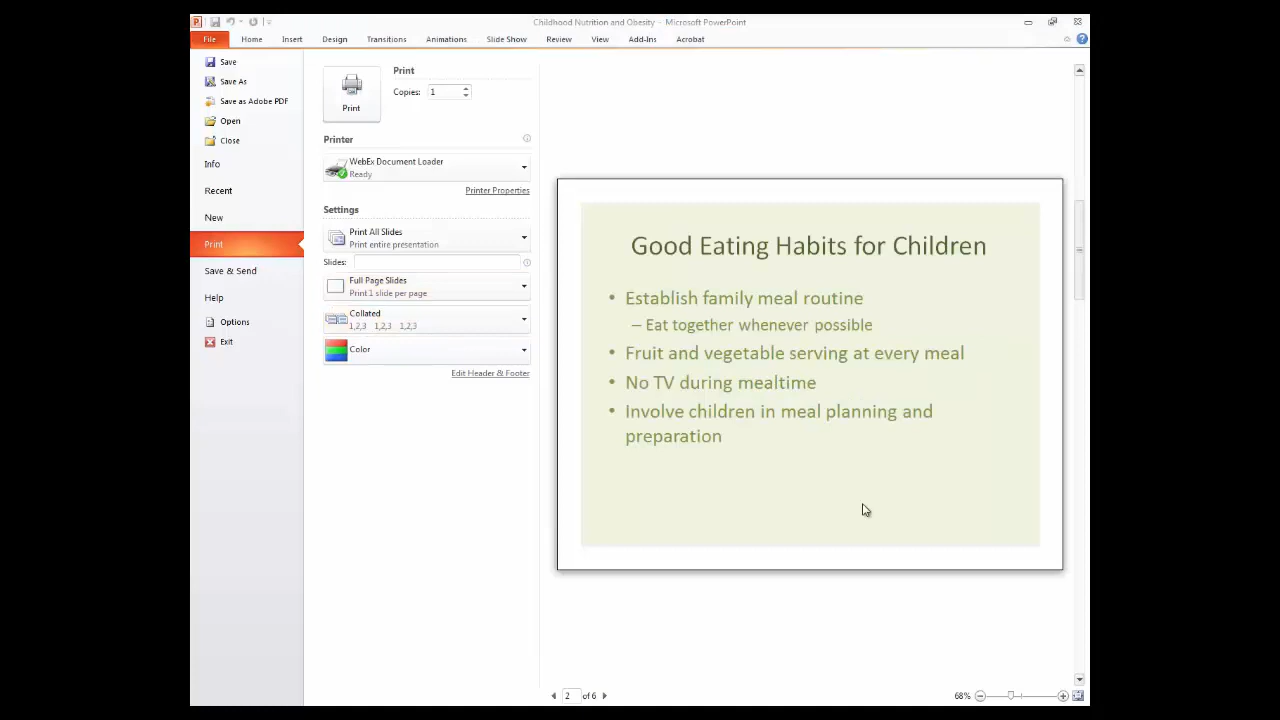 Childhood Nutrition and Obesity - Microsoft PowerPoint
File Home Insert Design Transitions Animations Slide Show Review View Add-Ins Acrobat
Save
Save As
Save as Adobe PDF
Open
Close
Info
Recent
New
Print
Save & Send
Help
Options
Exit
Print
Print
Copies: 1
Printer
WebEx Document Loader
Ready
Printer Properties
Settings
Print All Slides
Print entire presentation
Slides:
Full Page Slides
Print 1 slide per page
Collated
1,2,3 1,2,3 1,2,3
Color
Edit Header & Footer
Good Eating Habits for Children
• Establish family meal routine
– Eat together whenever possible
• Fruit and vegetable serving at every meal
• No TV during mealtime
• Involve children in meal planning and
preparation
2 of 6
68%